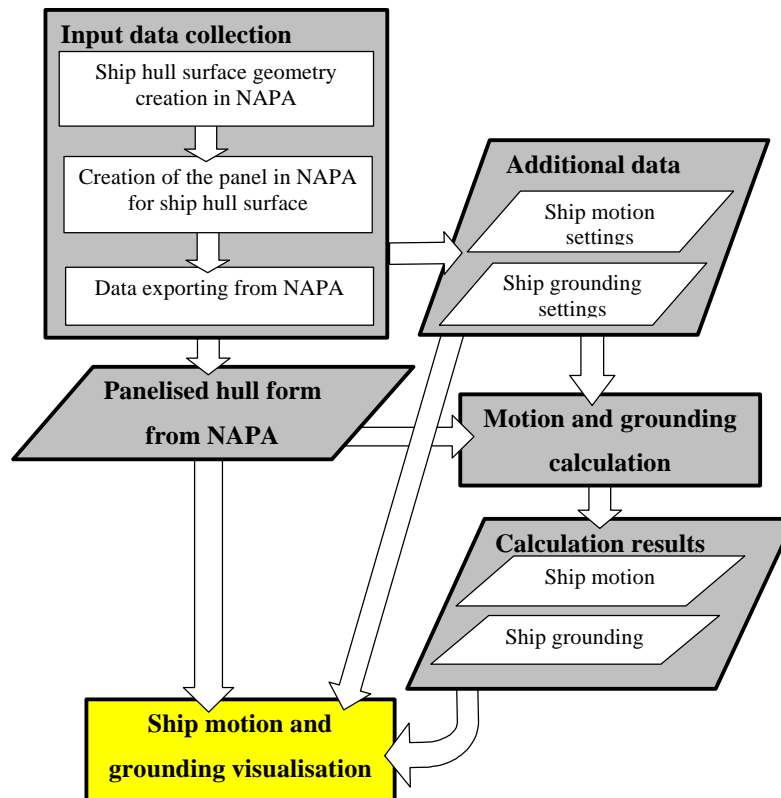 Input data collection
Ship hull surface geometry
creation in NAPA
Creation of the panel in NAPA
for ship hull surface
Data exporting from NAPA
Additional data
Ship motion
settings
Ship grounding
settings
Panelised hull form
from NAPA
Motion and grounding
calculation
Calculation results
Ship motion
Ship grounding
Ship motion and
grounding visualisation